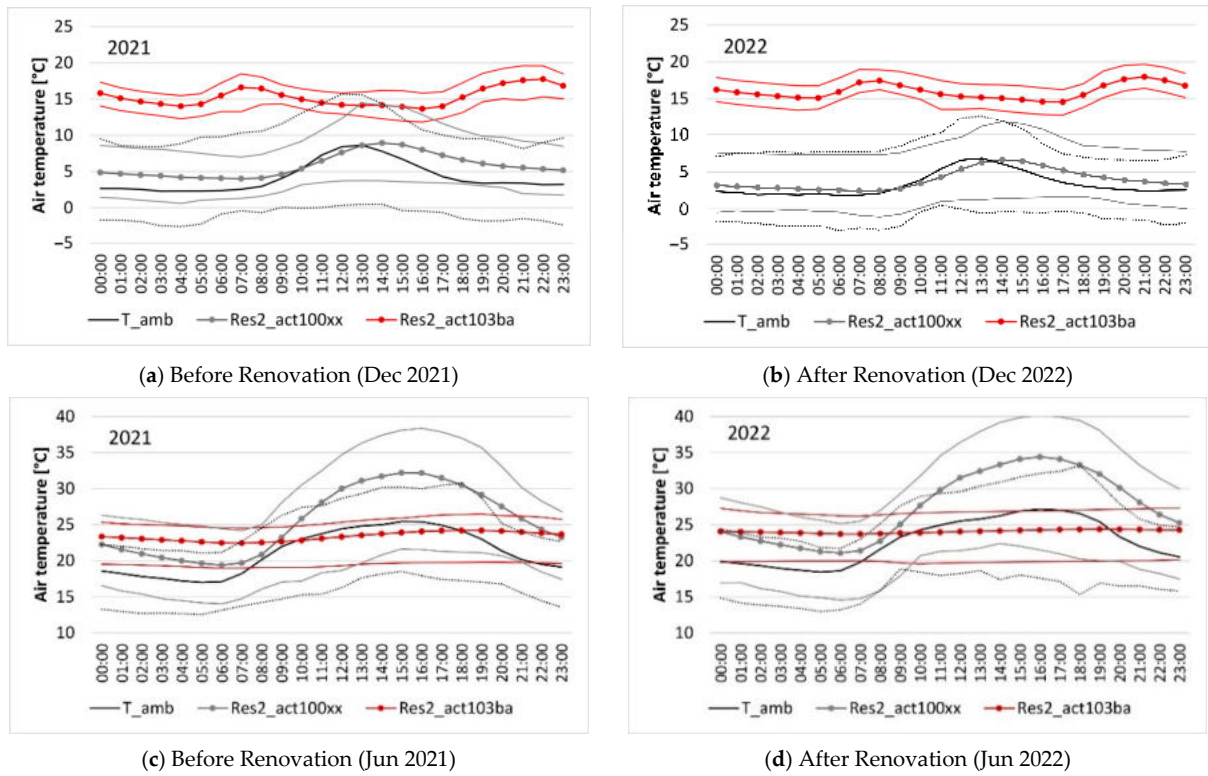 2021
Air temperature [°C]
25
20
15
10
5
0
−5
00:00 01:00 02:00 03:00 04:00 05:00 06:00 07:00 08:00 09:00 10:00 11:00 12:00 13:00 14:00 15:00 16:00 17:00 18:00 19:00 20:00 21:00 22:00 23:00
T_amb Res2_act100xx Res2_act103ba
(a) Before Renovation (Dec 2021)
2022
Air temperature [°C]
25
20
15
10
5
0
−5
00:00 01:00 02:00 03:00 04:00 05:00 06:00 07:00 08:00 09:00 10:00 11:00 12:00 13:00 14:00 15:00 16:00 17:00 18:00 19:00 20:00 21:00 22:00 23:00
T_amb Res2_act100xx Res2_act103ba
(b) After Renovation (Dec 2022)
2021
Air temperature [°C]
40
35
30
25
20
15
10
00:00 01:00 02:00 03:00 04:00 05:00 06:00 07:00 08:00 09:00 10:00 11:00 12:00 13:00 14:00 15:00 16:00 17:00 18:00 19:00 20:00 21:00 22:00 23:00
T_amb Res2_act100xx Res2_act103ba
(c) Before Renovation (Jun 2021)
2022
Air temperature [°C]
40
35
30
25
20
15
10
00:00 01:00 02:00 03:00 04:00 05:00 06:00 07:00 08:00 09:00 10:00 11:00 12:00 13:00 14:00 15:00 16:00 17:00 18:00 19:00 20:00 21:00 22:00 23:00
T_amb Res2_act100xx Res2_act103ba
(d) After Renovation (Jun 2022)